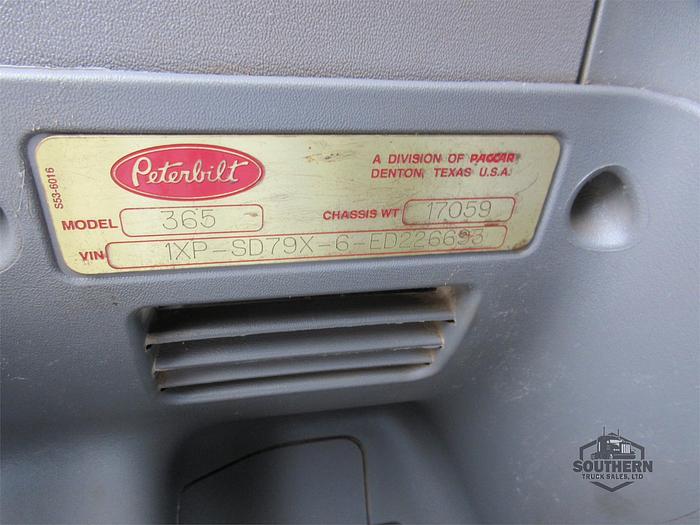 S53-6016
Peterbilt
A DIVISION OF PACCAR
DENTON, TEXAS U.S.A.
MODEL 365
CHASSIS WT 17059
VIN 1XP-SD79X-6-ED226693
SOUTHERN
TRUCK SALES, LTD